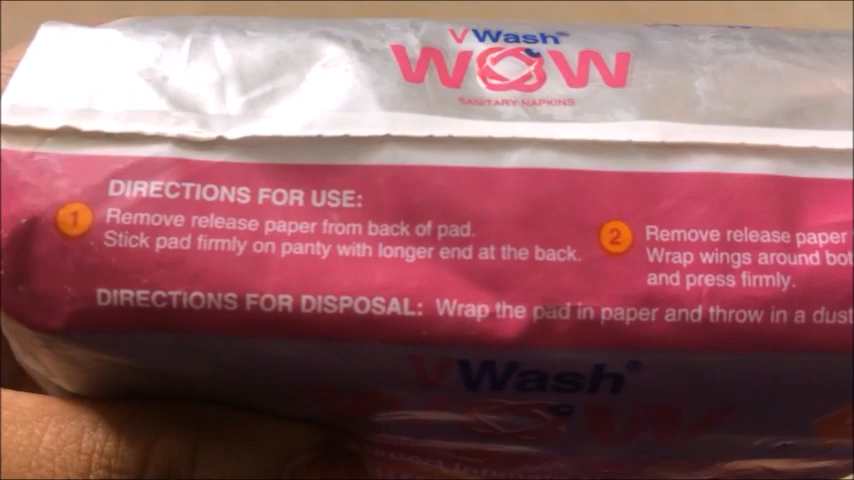 VWash®
WOW
SANITARY NAPKINS
DIRECTIONS FOR USE:
1
Remove release paper from back of pad.
Stick pad firmly on panty with longer end at the back.
2
Remove release paper
Wrap wings around
and press firmly.
DIRECTIONS FOR DISPOSAL: Wrap the pad in paper and throw in a
VWash®
WOW